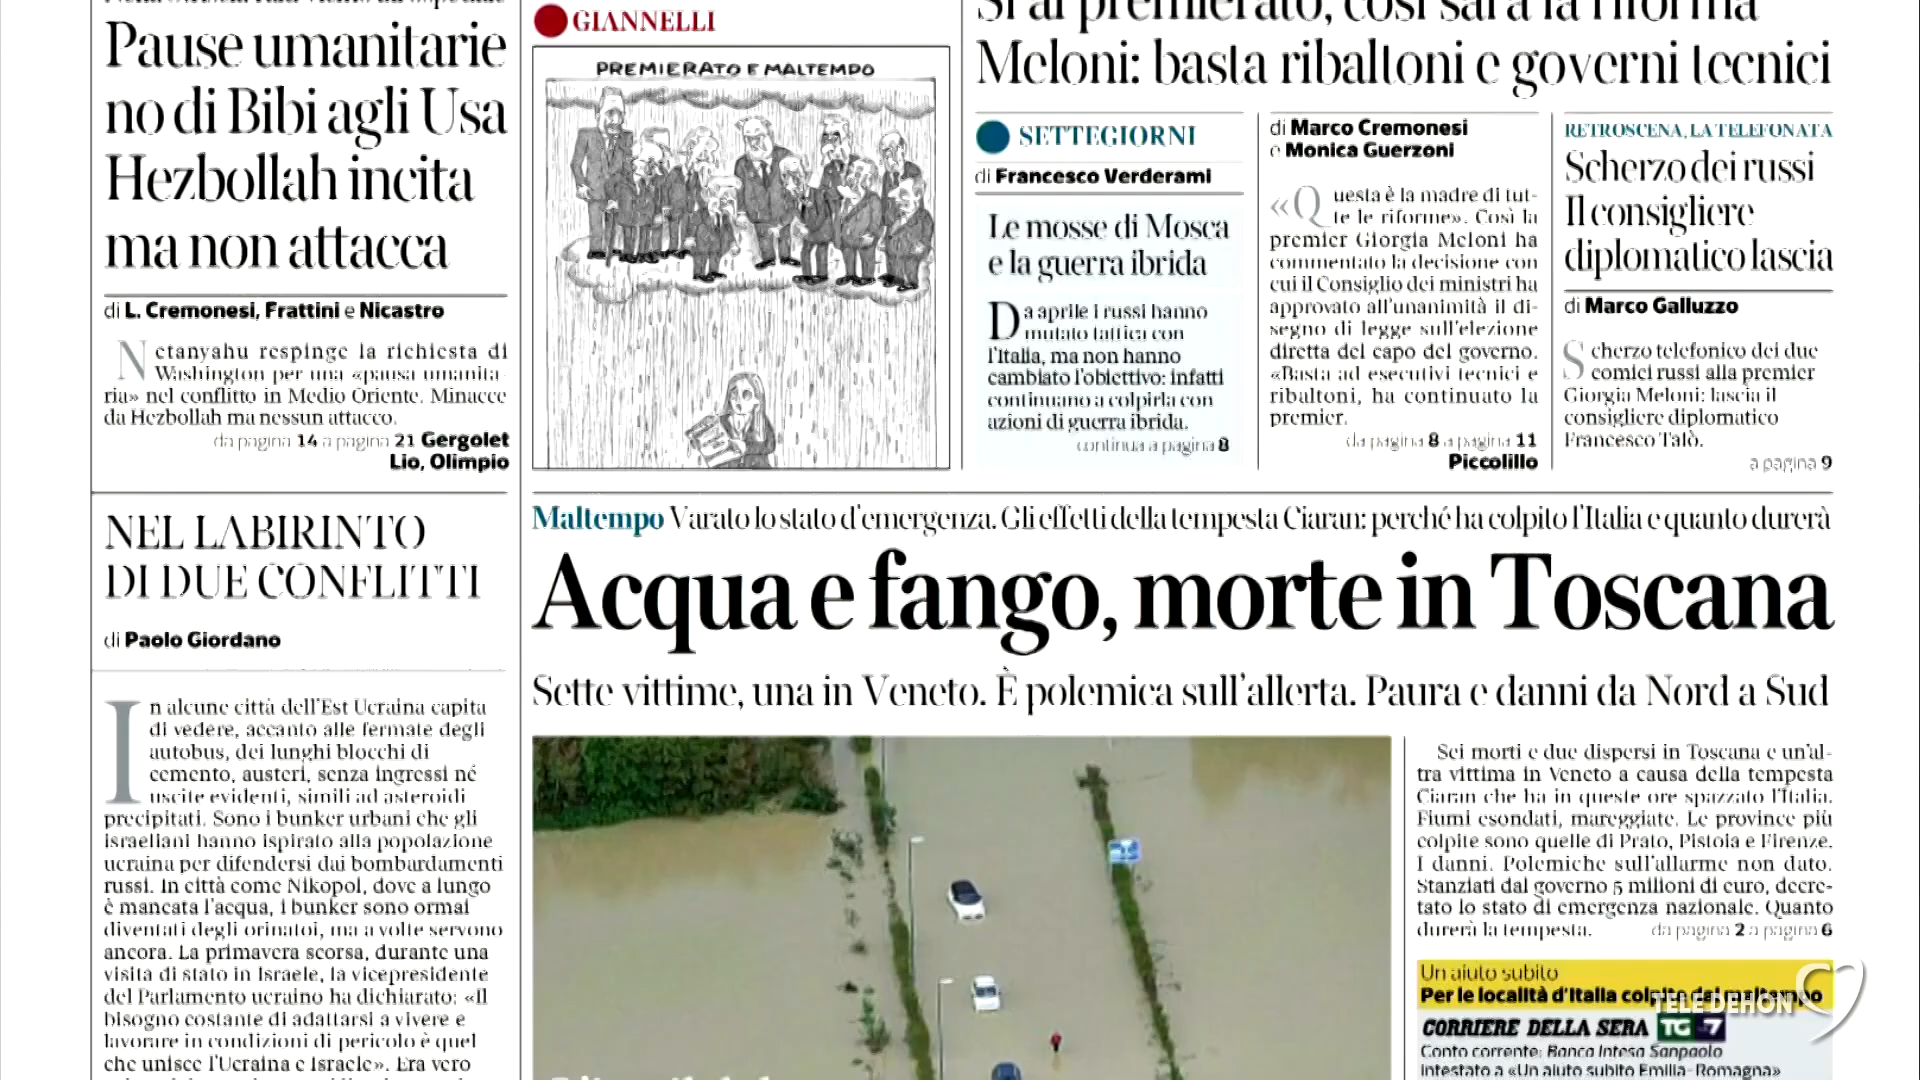 Pause umanitarie
no di Bibi agli Usa
Hezbollah incita
ma non attacca
di L. Cremonesi, Frattini e Nicastro
Netanyahu respinge la richiesta di
Washington per una «pausa umanita-
ria» nel conflitto in Medio Oriente. Minacce
da Hezbollah ma nessun attacco.
da pagina 14 a pagina 21 Gergolet
Lio, Olimpio
NEL LABIRINTO
DI DUE CONFLITTI
di Paolo Giordano
In alcune città dell'Est Ucraina capita
di vedere, accanto alle fermate degli
autobus, dei lunghi blocchi di
cemento, austeri, senza ingressi né
uscite evidenti, simili ad asteroidi
precipitati. Sono i bunker urbani che gli
israeliani hanno ispirato alla popolazione
ucraina per difendersi dai bombardamenti
russi. In città come Nikopol, dove a lungo
è mancata l'acqua, i bunker sono ormai
diventati degli orinatoi, ma a volte servono
ancora. La primavera scorsa, durante una
visita di stato in Israele, la vicepresidente
del Parlamento ucraino ha dichiarato: «Il
bisogno costante di adattarsi a vivere e
lavorare in condizioni di pericolo è quel
che unisce l'Ucraina e Israele». Era vero
GIANNELLI
PREMIERATO E MALTEMPO
Sì al premierato, così sarà la riforma
Meloni: basta ribaltoni e governi tecnici
SETTEGIORNI
di Francesco Verderami
Le mosse di Mosca
e la guerra ibrida
Da aprile i russi hanno
mutato tattica con
l'Italia, ma non hanno
cambiato l'obiettivo: infatti
continuano a colpirla con
azioni di guerra ibrida.
continua a pagina 8
di Marco Cremonesi
e Monica Guerzoni
«Questa è la madre di tut-
te le riforme». Così la
premier Giorgia Meloni ha
commentato la decisione con
cui il Consiglio dei ministri ha
approvato all'unanimità il di-
segno di legge sull'elezione
diretta del capo del governo.
«Basta ad esecutivi tecnici e
ribaltoni, ha continuato la
premier.
da pagina 8 a pagina 11
Piccolillo
RETROSCENA, LA TELEFONATA
Scherzo dei russi
Il consigliere
diplomatico lascia
di Marco Galluzzo
Scherzo telefonico dei due
comici russi alla premier
Giorgia Meloni: lascia il
consigliere diplomatico
Francesco Talò.
a pagina 9
Maltempo Varato lo stato d'emergenza. Gli effetti della tempesta Ciaran: perché ha colpito l'Italia e quanto durerà
Acqua e fango, morte in Toscana
Sette vittime, una in Veneto. È polemica sull'allerta. Paura e danni da Nord a Sud
Sei morti e due dispersi in Toscana e un'al-
tra vittima in Veneto a causa della tempesta
Ciaran che ha in queste ore spazzato l'Italia.
Fiumi esondati, mareggiate. Le province più
colpite sono quelle di Prato, Pistoia e Firenze.
I danni. Polemiche sull'allarme non dato.
Stanziati dal governo 5 milioni di euro, decre-
tato lo stato di emergenza nazionale. Quanto
durerà la tempesta. da pagina 2 a pagina 6
Un aiuto subito
Per le località d'Italia colpite dal maltempo
TELE DEHON
CORRIERE DELLA SERA TG 7
Conto corrente: Banca Intesa Sanpaolo
intestato a «Un aiuto subito Emilia-Romagna»